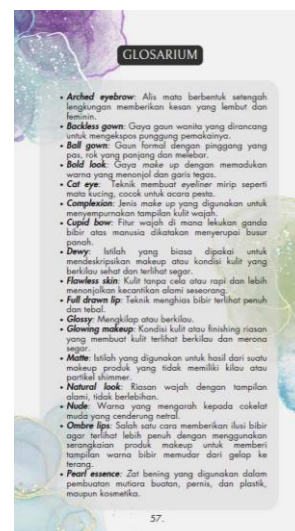 GLOSARIUM
• Arched eyebrow: Alis mata berbentuk setengah
lengkungan memberikan kesan yang lembut dan
feminin.
• Backless gown: Gaya gaun wanita yang dirancang
untuk mengekspos punggung pemakainya.
• Ball gown: Gaun formal dengan pinggang yang
pas, rok yang panjang dan melebar.
• Bold look: Gaya make up dengan memadukan
warna yang menonjol dan garis tegas.
• Cat eye: Teknik membuat eyeliner mirip seperti
mata kucing, cocok untuk acara pesta.
• Complexion: Jenis make up yang digunakan untuk
menyempurnakan tampilan kulit wajah.
• Cupid bow: Fitur wajah di mana lekukan ganda
bibir atas manusia dikatakan menyerupai busur
panah.
• Dewy: Istilah yang biasa dipakai untuk
mendeskripsikan makeup atau kondisi kulit yang
berkilau sehat dan terlihat segar.
• Flawless skin: Kulit tanpa cela atau rapi dan lebih
menonjolkan kecantikan alami seseorang.
• Full drawn lip: Teknik menghias bibir terlihat penuh
dan tebal.
• Glossy: Mengkilap atau berkilau.
• Glowing makeup: Kondisi kulit atau finishing riasan
yang membuat kulit terlihat berkilau dan merona
segar.
• Matte: Istilah yang digunakan untuk hasil dari suatu
makeup produk yang tidak memiliki kilau atau
partikel shimmer.
• Natural look: Riasan wajah dengan tampilan
alami, tidak berlebihan.
• Nude: Warna yang mengarah kepada cokelat
muda yang cenderung netral.
• Ombre lips: Salah satu cara memberikan ilusi bibir
agar terlihat lebih penuh dengan menggunakan
serangkaian produk makeup untuk memberi
tampilan warna bibir memudar dari gelap ke
terang.
• Pearl essence: Zat bening yang digunakan dalam
pembuatan mutiara buatan, pernis, dan plastik,
maupun kosmetika.
57.